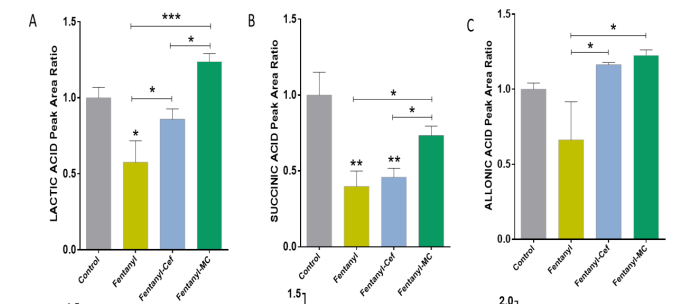 A
LACTIC ACID Peak Area Ratio
1.5
1.0
0.5
0.0
***
*
*
*
Control
Fentanyl
Fentanyl-Cef
Fentanyl-MC
B
SUCCINIC ACID Peak Area Ratio
1.5
1.0
0.5
0.0
*
*
**
**
Control
Fentanyl
Fentanyl-Cef
Fentanyl-MC
1.5
C
ALLONIC ACID Peak Area Ratio
1.5
1.0
0.5
0.0
*
*
Control
Fentanyl
Fentanyl-Cef
Fentanyl-MC
2.0